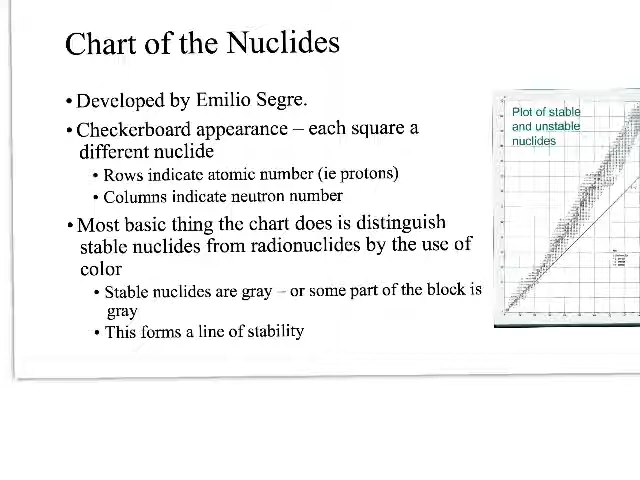 Chart of the Nuclides
• Developed by Emilio Segre.
• Checkerboard appearance – each square a
different nuclide
• Rows indicate atomic number (ie protons)
• Columns indicate neutron number
• Most basic thing the chart does is distinguish
stable nuclides from radionuclides by the use of
color
• Stable nuclides are gray – or some part of the block is
gray
• This forms a line of stability
Plot of stable
and unstable
nuclides